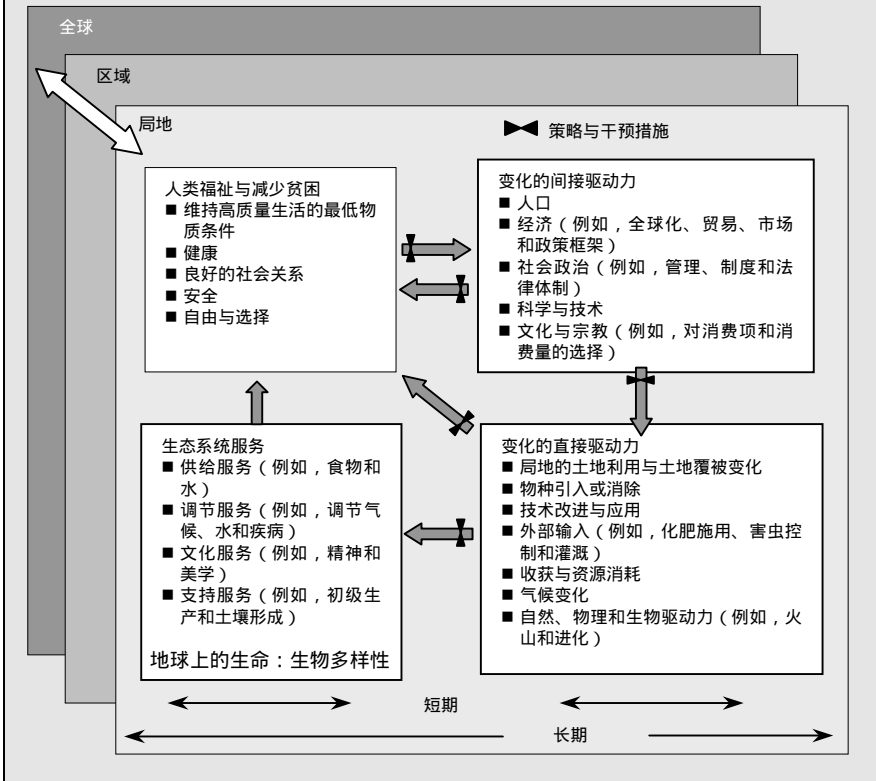 全球
区域
局地
策略与干预措施
人类福祉与减少贫困
■ 维持高质量生活的最低物
质条件
■ 健康
■ 良好的社会关系
■ 安全
■ 自由与选择
变化的间接驱动力
■ 人口
■ 经济（例如，全球化、贸易、市场
和政策框架）
■ 社会政治（例如，管理、制度和法
律体制）
■ 科学与技术
■ 文化与宗教（例如，对消费项和消
费量的选择）
生态系统服务
■ 供给服务（例如，食物和
水）
■ 调节服务（例如，调节气
候、水和疾病）
■ 文化服务（例如，精神和
美学）
■ 支持服务（例如，初级生
产和土壤形成）
地球上的生命：生物多样性
变化的直接驱动力
■ 局地的土地利用与土地覆被变化
■ 物种引入或消除
■ 技术改进与应用
■ 外部输入（例如，化肥施用、害虫控
制和灌溉）
■ 收获与资源消耗
■ 气候变化
■ 自然、物理和生物驱动力（例如，火
山和进化）
短期
长期